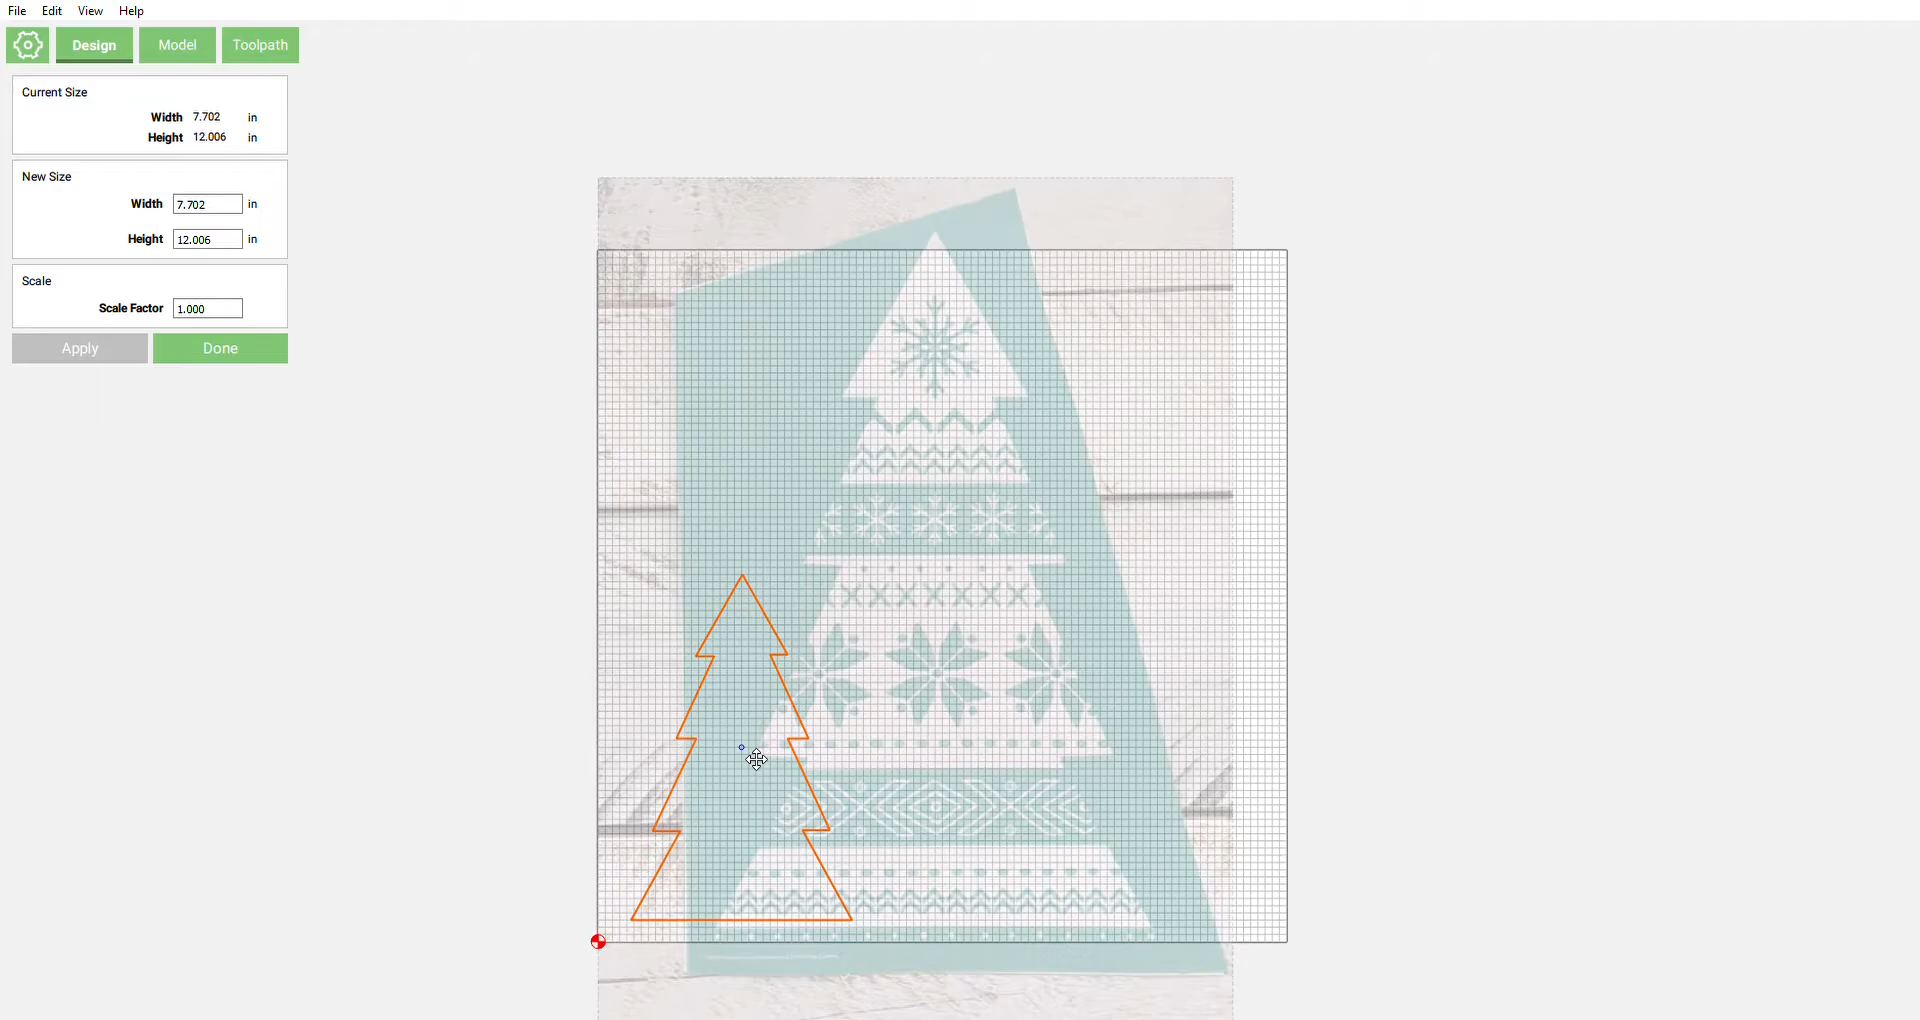 File Edit View Help
Design Model Toolpath
Current Size
Width 7.702 in
Height 12.006 in
New Size
Width 7.702 in
Height 12.006 in
Scale
Scale Factor 1.000
Apply Done